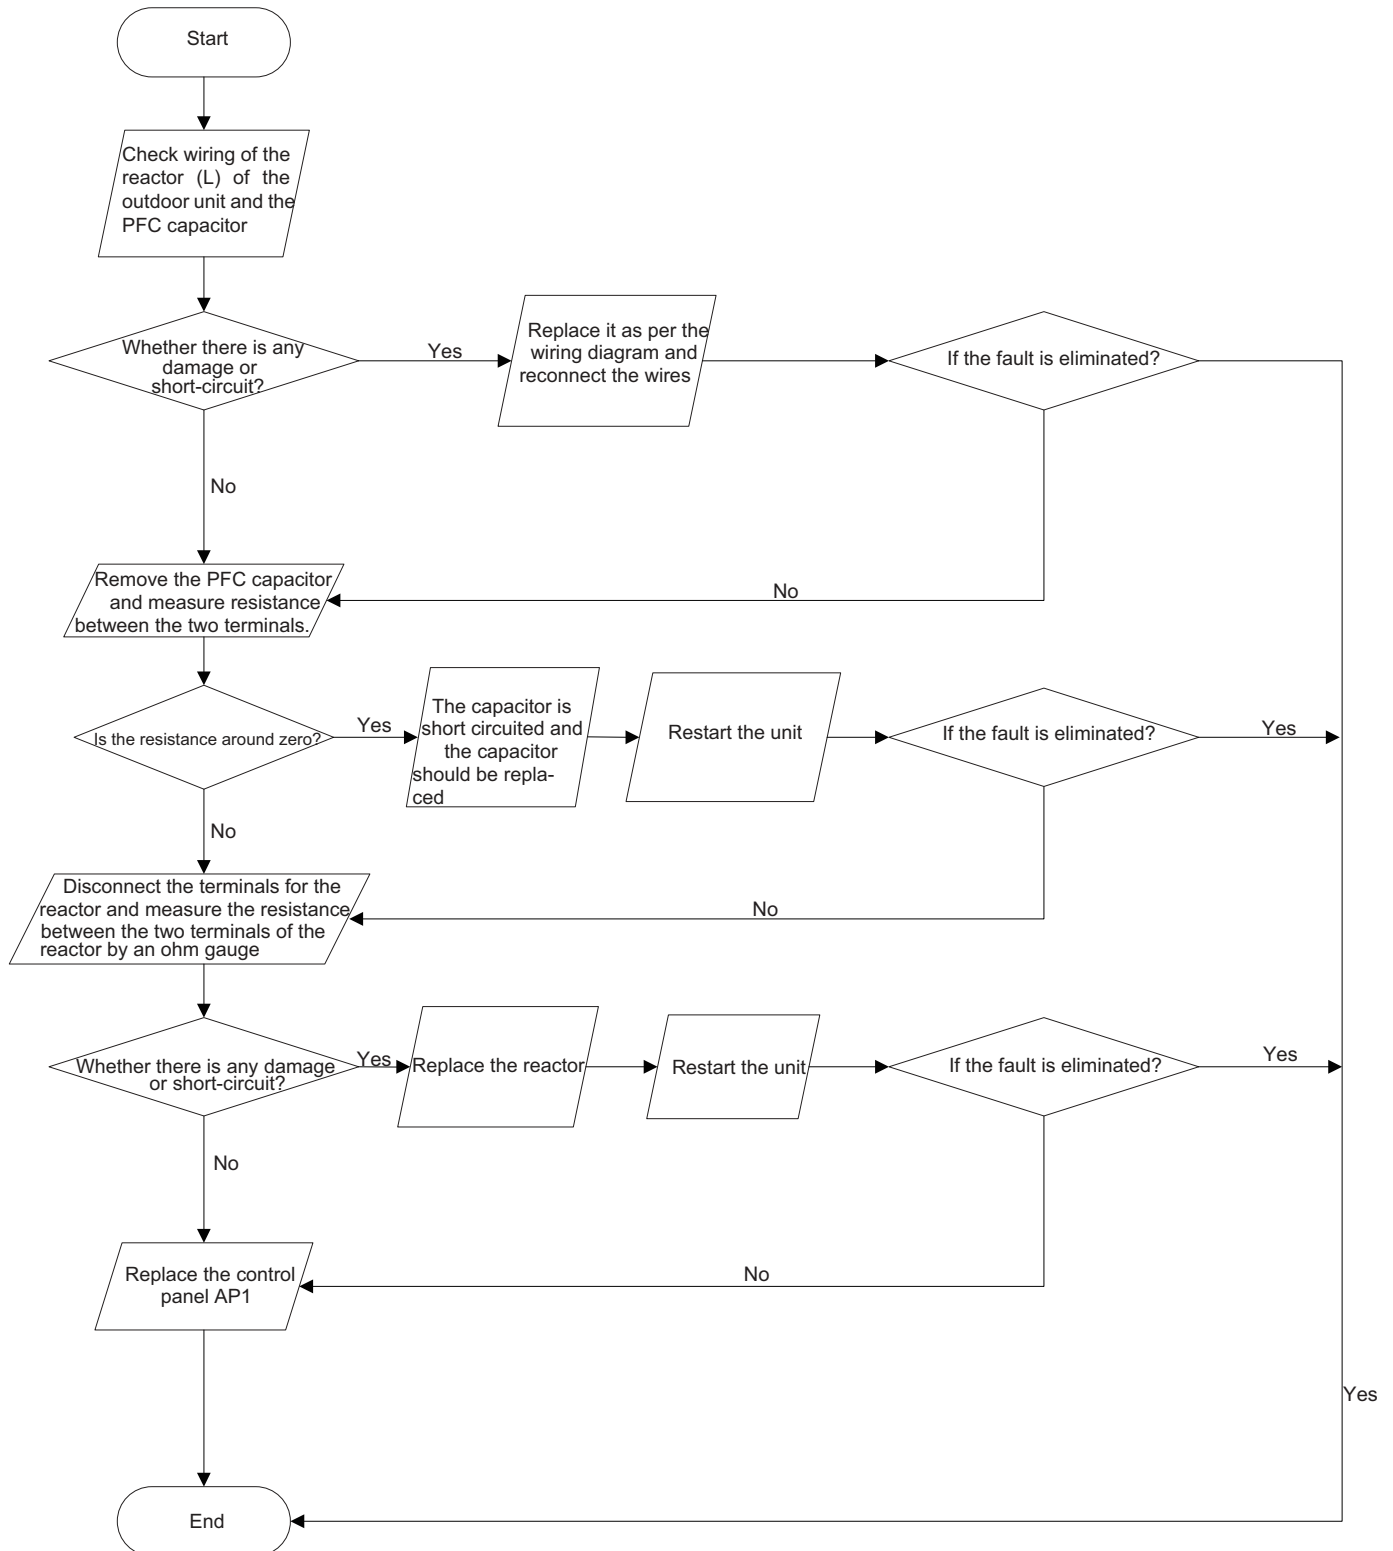 Start
Check wiring of the
reactor (L) of the
outdoor unit and the
PFC capacitor
Whether there is any
damage or
short-circuit?
Yes
Replace it as per the
wiring diagram and
reconnect the wires
If the fault is eliminated?
No
Remove the PFC capacitor
and measure resistance
between the two terminals.
No
Is the resistance around zero?
Yes
The capacitor is
short circuited and
the capacitor
should be repla-
ced
Restart the unit
If the fault is eliminated?
Yes
No
Disconnect the terminals for the
reactor and measure the resistance
between the two terminals of the
reactor by an ohm gauge
No
Whether there is any damage
or short-circuit?
Yes
Replace the reactor
Restart the unit
If the fault is eliminated?
Yes
No
Replace the control
panel AP1
No
Yes
End